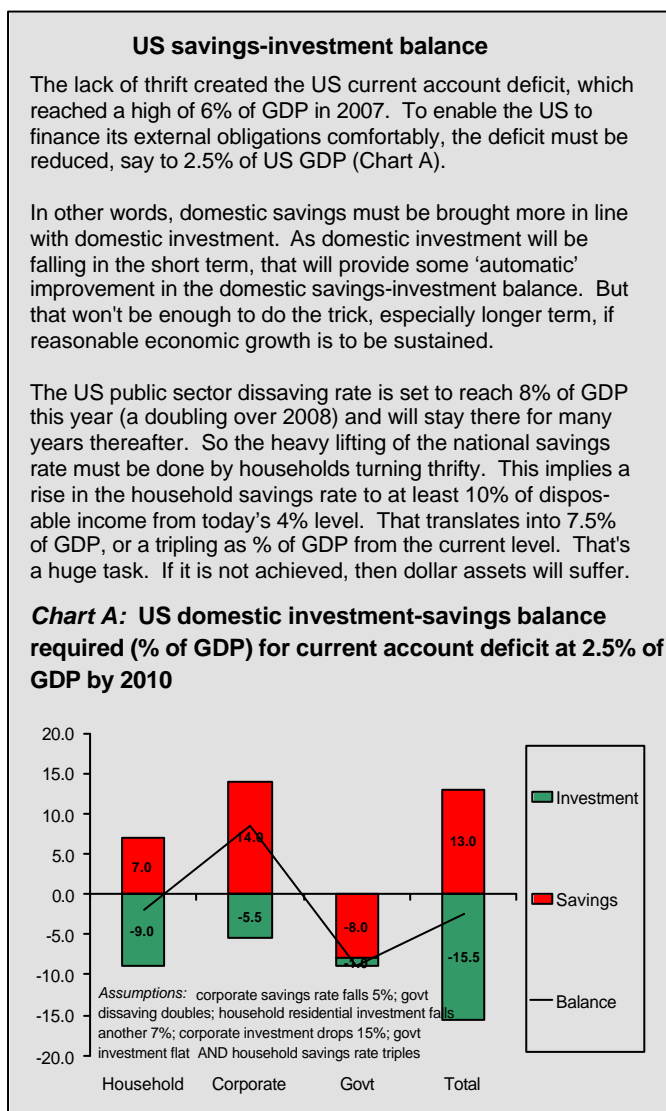 US savings-investment balance
The lack of thrift created the US current account deficit, which
reached a high of 6% of GDP in 2007.  To enable the US to
finance its external obligations comfortably, the deficit must be
reduced, say to 2.5% of US GDP (Chart A).
In other words, domestic savings must be brought more in line
with domestic investment.  As domestic investment will be
falling in the short term, that will provide some ‘automatic’
improvement in the domestic savings-investment balance.  But
that won't be enough to do the trick, especially longer term, if
reasonable economic growth is to be sustained.
The US public sector dissaving rate is set to reach 8% of GDP
this year (a doubling over 2008) and will stay there for many
years thereafter.  So the heavy lifting of the national savings
rate must be done by households turning thrifty.  This implies a
rise in the household savings rate to at least 10% of dispos-
able income from today’s 4% level.  That translates into 7.5%
of GDP, or a tripling as % of GDP from the current level.  That's
a huge task.  If it is not achieved, then dollar assets will suffer.
Chart A:  US domestic investment-savings balance
required (% of GDP) for current account deficit at 2.5% of
GDP by 2010
20.0
15.0
10.0
5.0
0.0
-5.0
-10.0
-15.0
-20.0
7.0
14.0
13.0
-9.0
-5.5
-8.0
-15.5
Investment
Savings
Balance
Assumptions:  corporate savings rate falls 5%; govt
dissaving doubles; household residential investment falls
another 7%; corporate investment drops 15%; govt
investment flat  AND household savings rate triples
Household
Corporate
Govt
Total